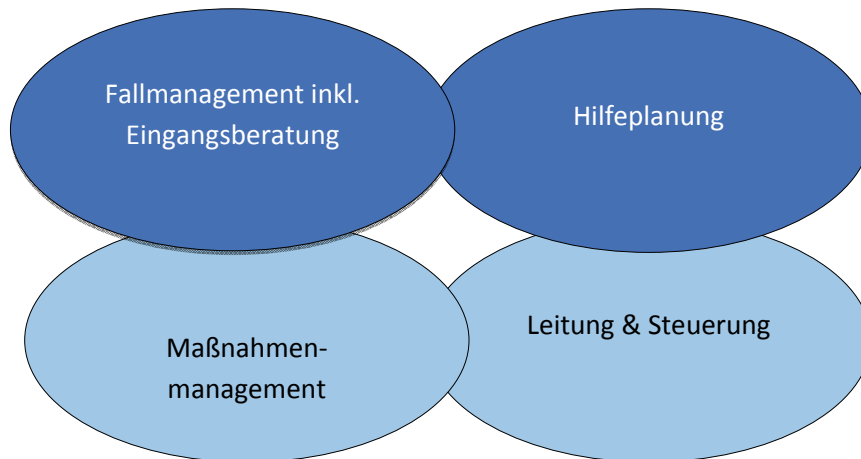 Fallmanagement inkl.
Eingangsberatung
Hilfeplanung
Maßnahmen-
management
Leitung & Steuerung